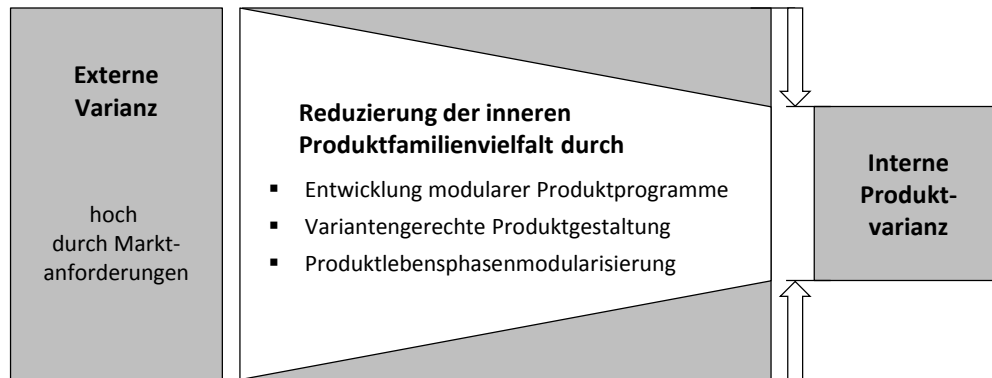 Externe
Varianz
hoch
durch Markt-
anforderungen
Reduzierung der inneren
Produktfamilienvielfalt durch
▪ Entwicklung modularer Produktprogramme
▪ Variantengerechte Produktgestaltung
▪ Produktlebensphasenmodularisierung
Interne
Produkt-
varianz